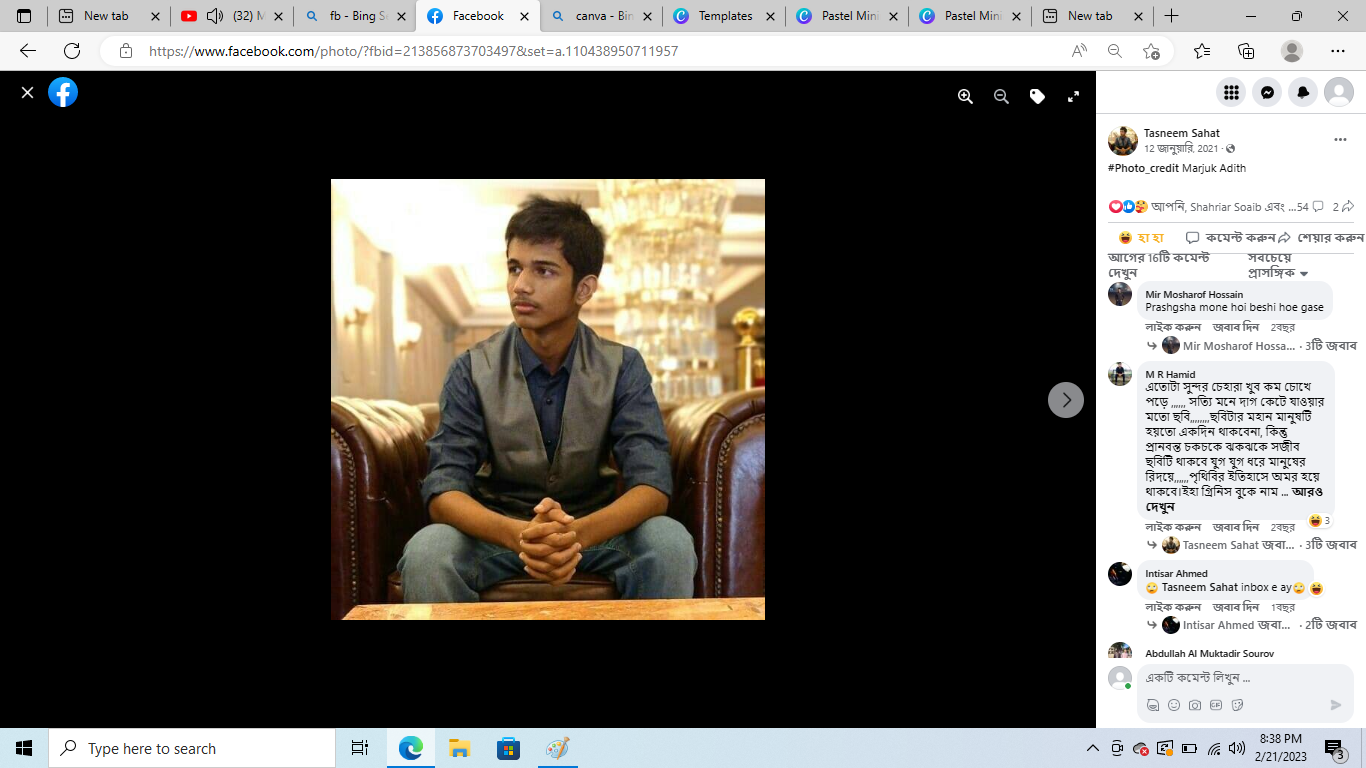 New tab
(32) M
fb - Bing Se
Facebook
canva - Bin
Templates
Pastel Mini
Pastel Mini
New tab
https://www.facebook.com/photo/?fbid=213856873703497&set=a.110438950711957
Tasneem Sahat
12 জানুয়ারি, 2021 ·
#Photo_credit Marjuk Adith
আপনি, Shahriar Soaib এবং ...54 2
হা হা কমেন্ট করুন শেয়ার করুন
আগের 16টি কমেন্ট দেখুন
সবচেয়ে প্রাসঙ্গিক
Mir Mosharof Hossain
Prashgsha mone hoi beshi hoe gase
লাইক করুন জবাব দিন 2বছর
Mir Mosharof Hossa... · 3টি জবাব
M R Hamid
এতোটা সুন্দর চেহারা খুব কম চোখে
পড়ে ,,,,,, সত্যি মনে দাগ কেটে যাওয়ার
মতো ছবি,,,,,,,,ছবিটার মহান মানুষটি
হয়তো একদিন থাকবেনা, কিন্তু
প্রানবন্ত চকচকে ঝকঝকে সজীব
ছবিটি থাকবে যুগ যুগ ধরে মানুষের
রিদয়ে,,,,,,পৃথিবির ইতিহাসে অমর হয়ে
থাকবে।ইহা গ্রিনিস বুকে নাম ... আরও
দেখুন
3
লাইক করুন জবাব দিন 2বছর
Tasneem Sahat জবা... · 3টি জবাব
Intisar Ahmed
Tasneem Sahat inbox e ay
লাইক করুন জবাব দিন 1বছর
Intisar Ahmed জবা... · 2টি জবাব
Abdullah Al Muktadir Sourov
একটি কমেন্ট লিখুন ...
GIF
Type here to search
8:38 PM
2/21/2023
3